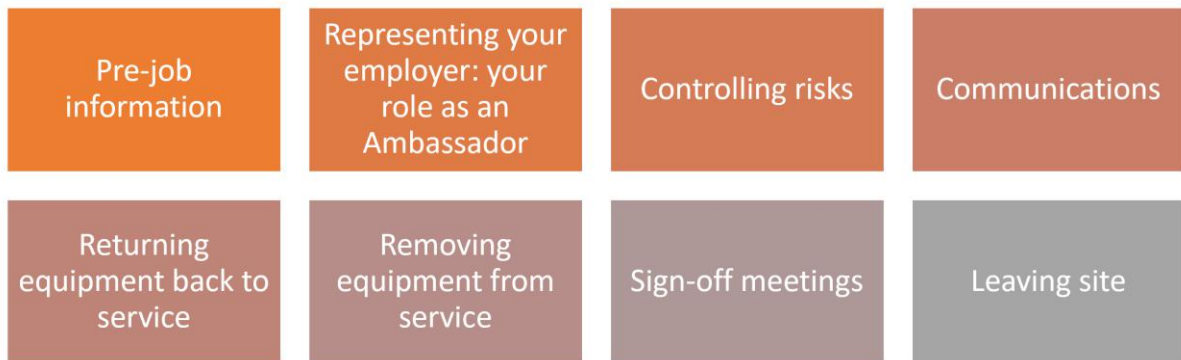 Pre-job
information
Representing your
employer: your
role as an
Ambassador
Controlling risks
Communications
Returning
equipment back to
service
Removing
equipment from
service
Sign-off meetings
Leaving site